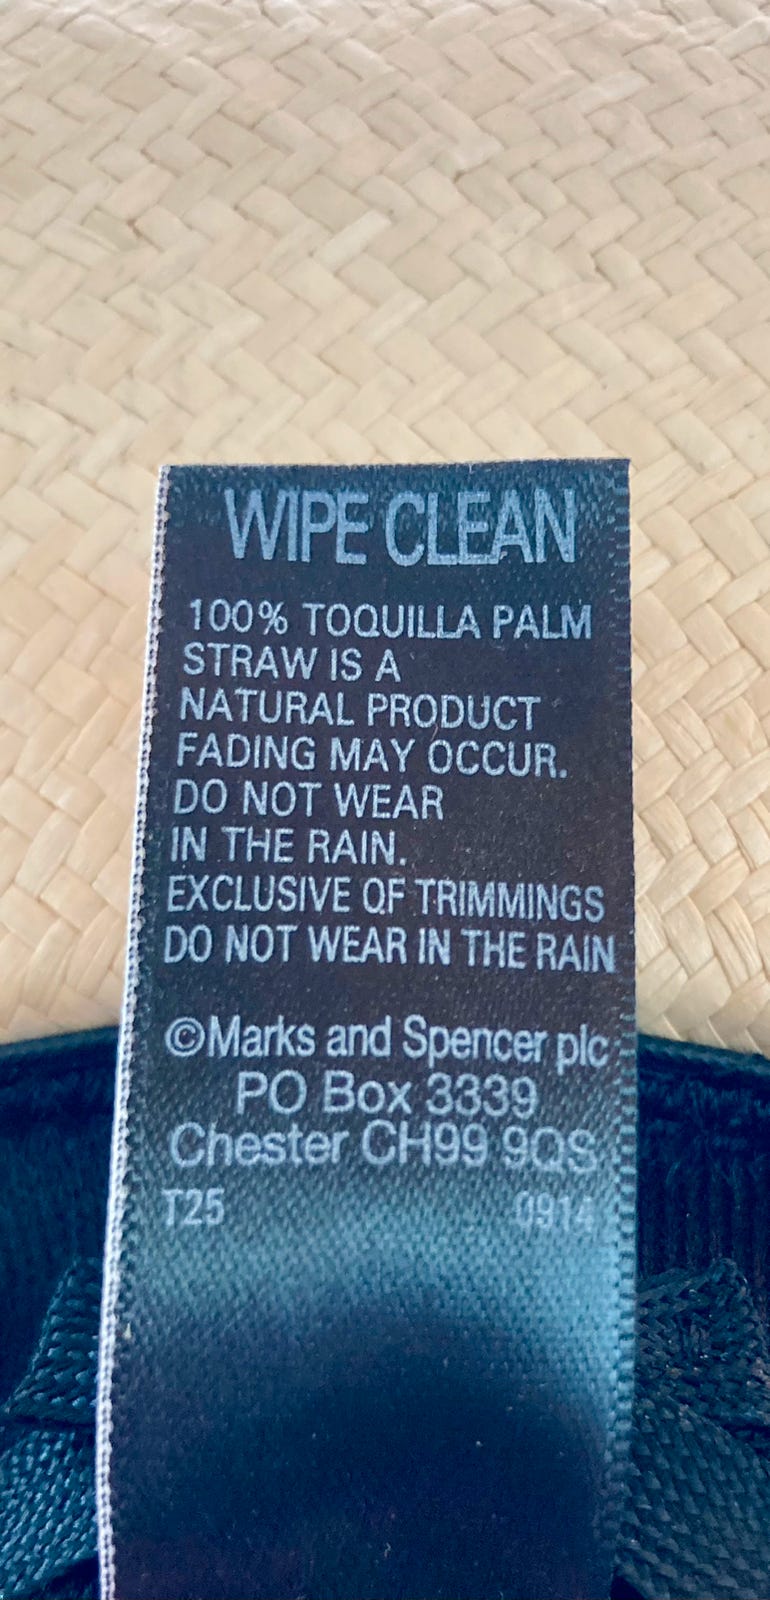 WIPE CLEAN
100% TOQUILLA PALM
STRAW IS A
NATURAL PRODUCT
FADING MAY OCCUR.
DO NOT WEAR
IN THE RAIN.
EXCLUSIVE OF TRIMMINGS
DO NOT WEAR IN THE RAIN
©Marks and Spencer plc
PO Box 3339
Chester CH99 9QS
T25 0914